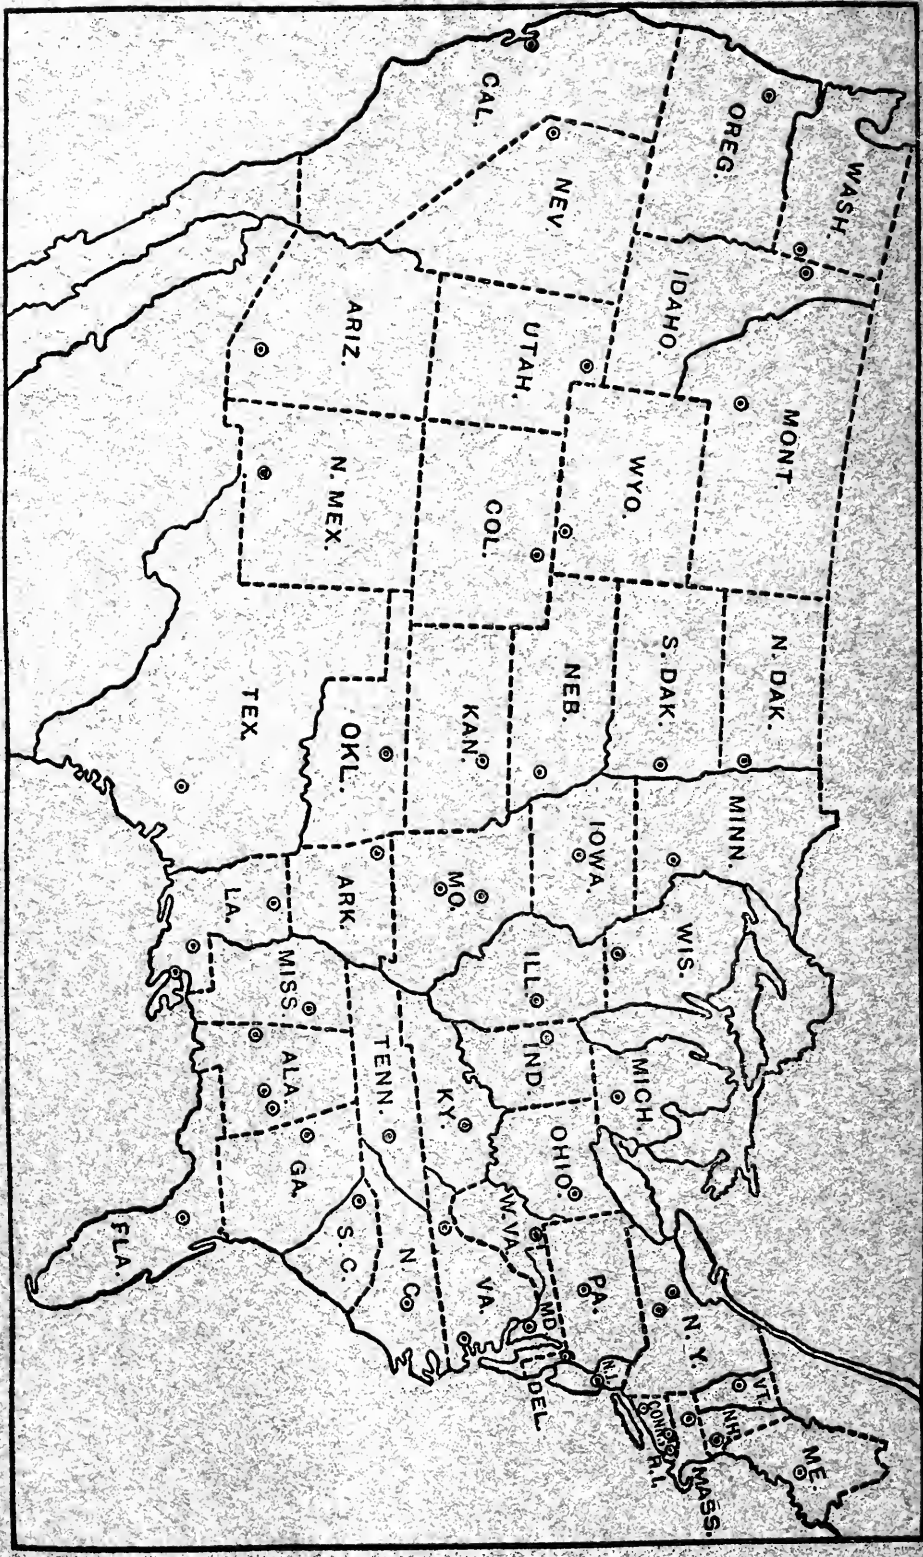 WASH.
OREG.
CAL.
NEV.
IDAHO.
MONT
WYO.
UTAH.
ARIZ.
COL.
N. MEX.
N. DAK.
S. DAK.
NEB.
KAN.
OKL.
TEX.
MINN.
IOWA.
MO.
ARK.
LA.
WIS.
ILL.
MICH.
IND.
OHIO.
KY.
TENN.
MISS.
ALA.
GA.
FLA.
S. C.
N C.
VA.
W. VA.
MD
DEL.
PA.
N.J.
N. Y.
CONN.
R.I.
MASS.
VT.
N.H.
ME.